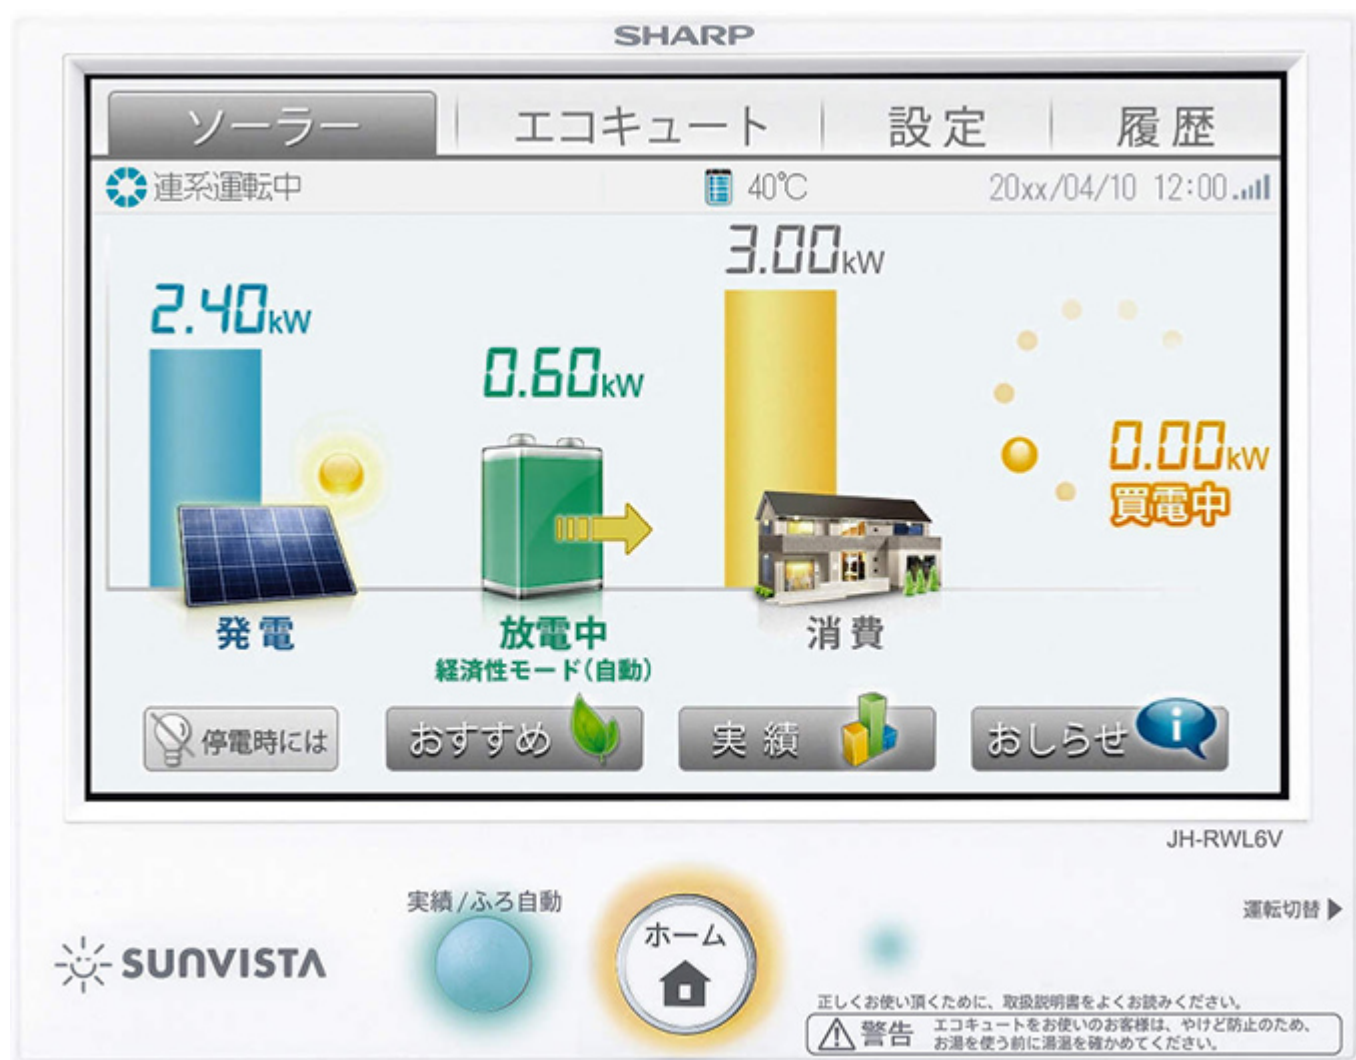 SHARP
ソーラー エコキュート 設定 履歴
連系運転中 40℃ 20xx/04/10 12:00
3.00kW
2.40kW
0.60kW
0.00kW
買電中
発電 放電中 消費
経済性モード(自動)
停電時には おすすめ 実績 おしらせ
JH-RWL6V
実績/ふろ自動
運転切替▶
ホーム
SUNVISTA
正しくお使い頂くために、取扱説明書をよくお読みください。
警告 エコキュートをお使いのお客様は、やけど防止のため、
お湯を使う前に湯温を確かめてください。